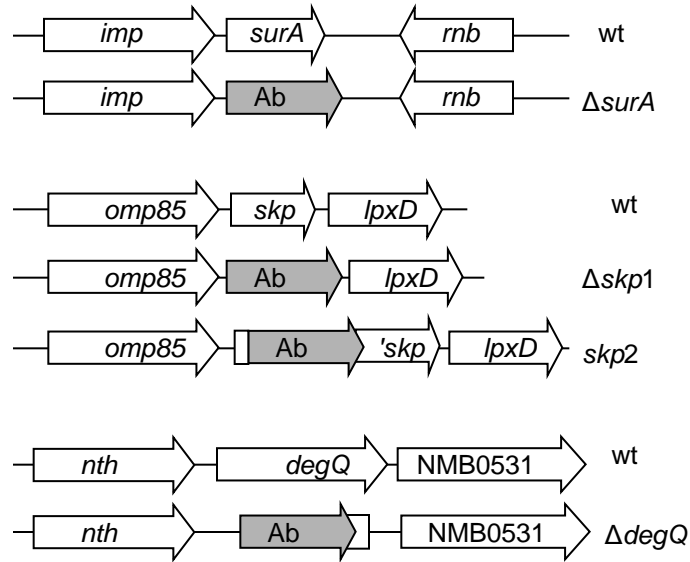 imp surA rnb wt
imp Ab rnb ΔsurA
omp85 skp lpxD wt
omp85 Ab lpxD Δskp1
omp85 Ab 'skp lpxD skp2
nth degQ NMB0531 wt
nth Ab NMB0531 ΔdegQ